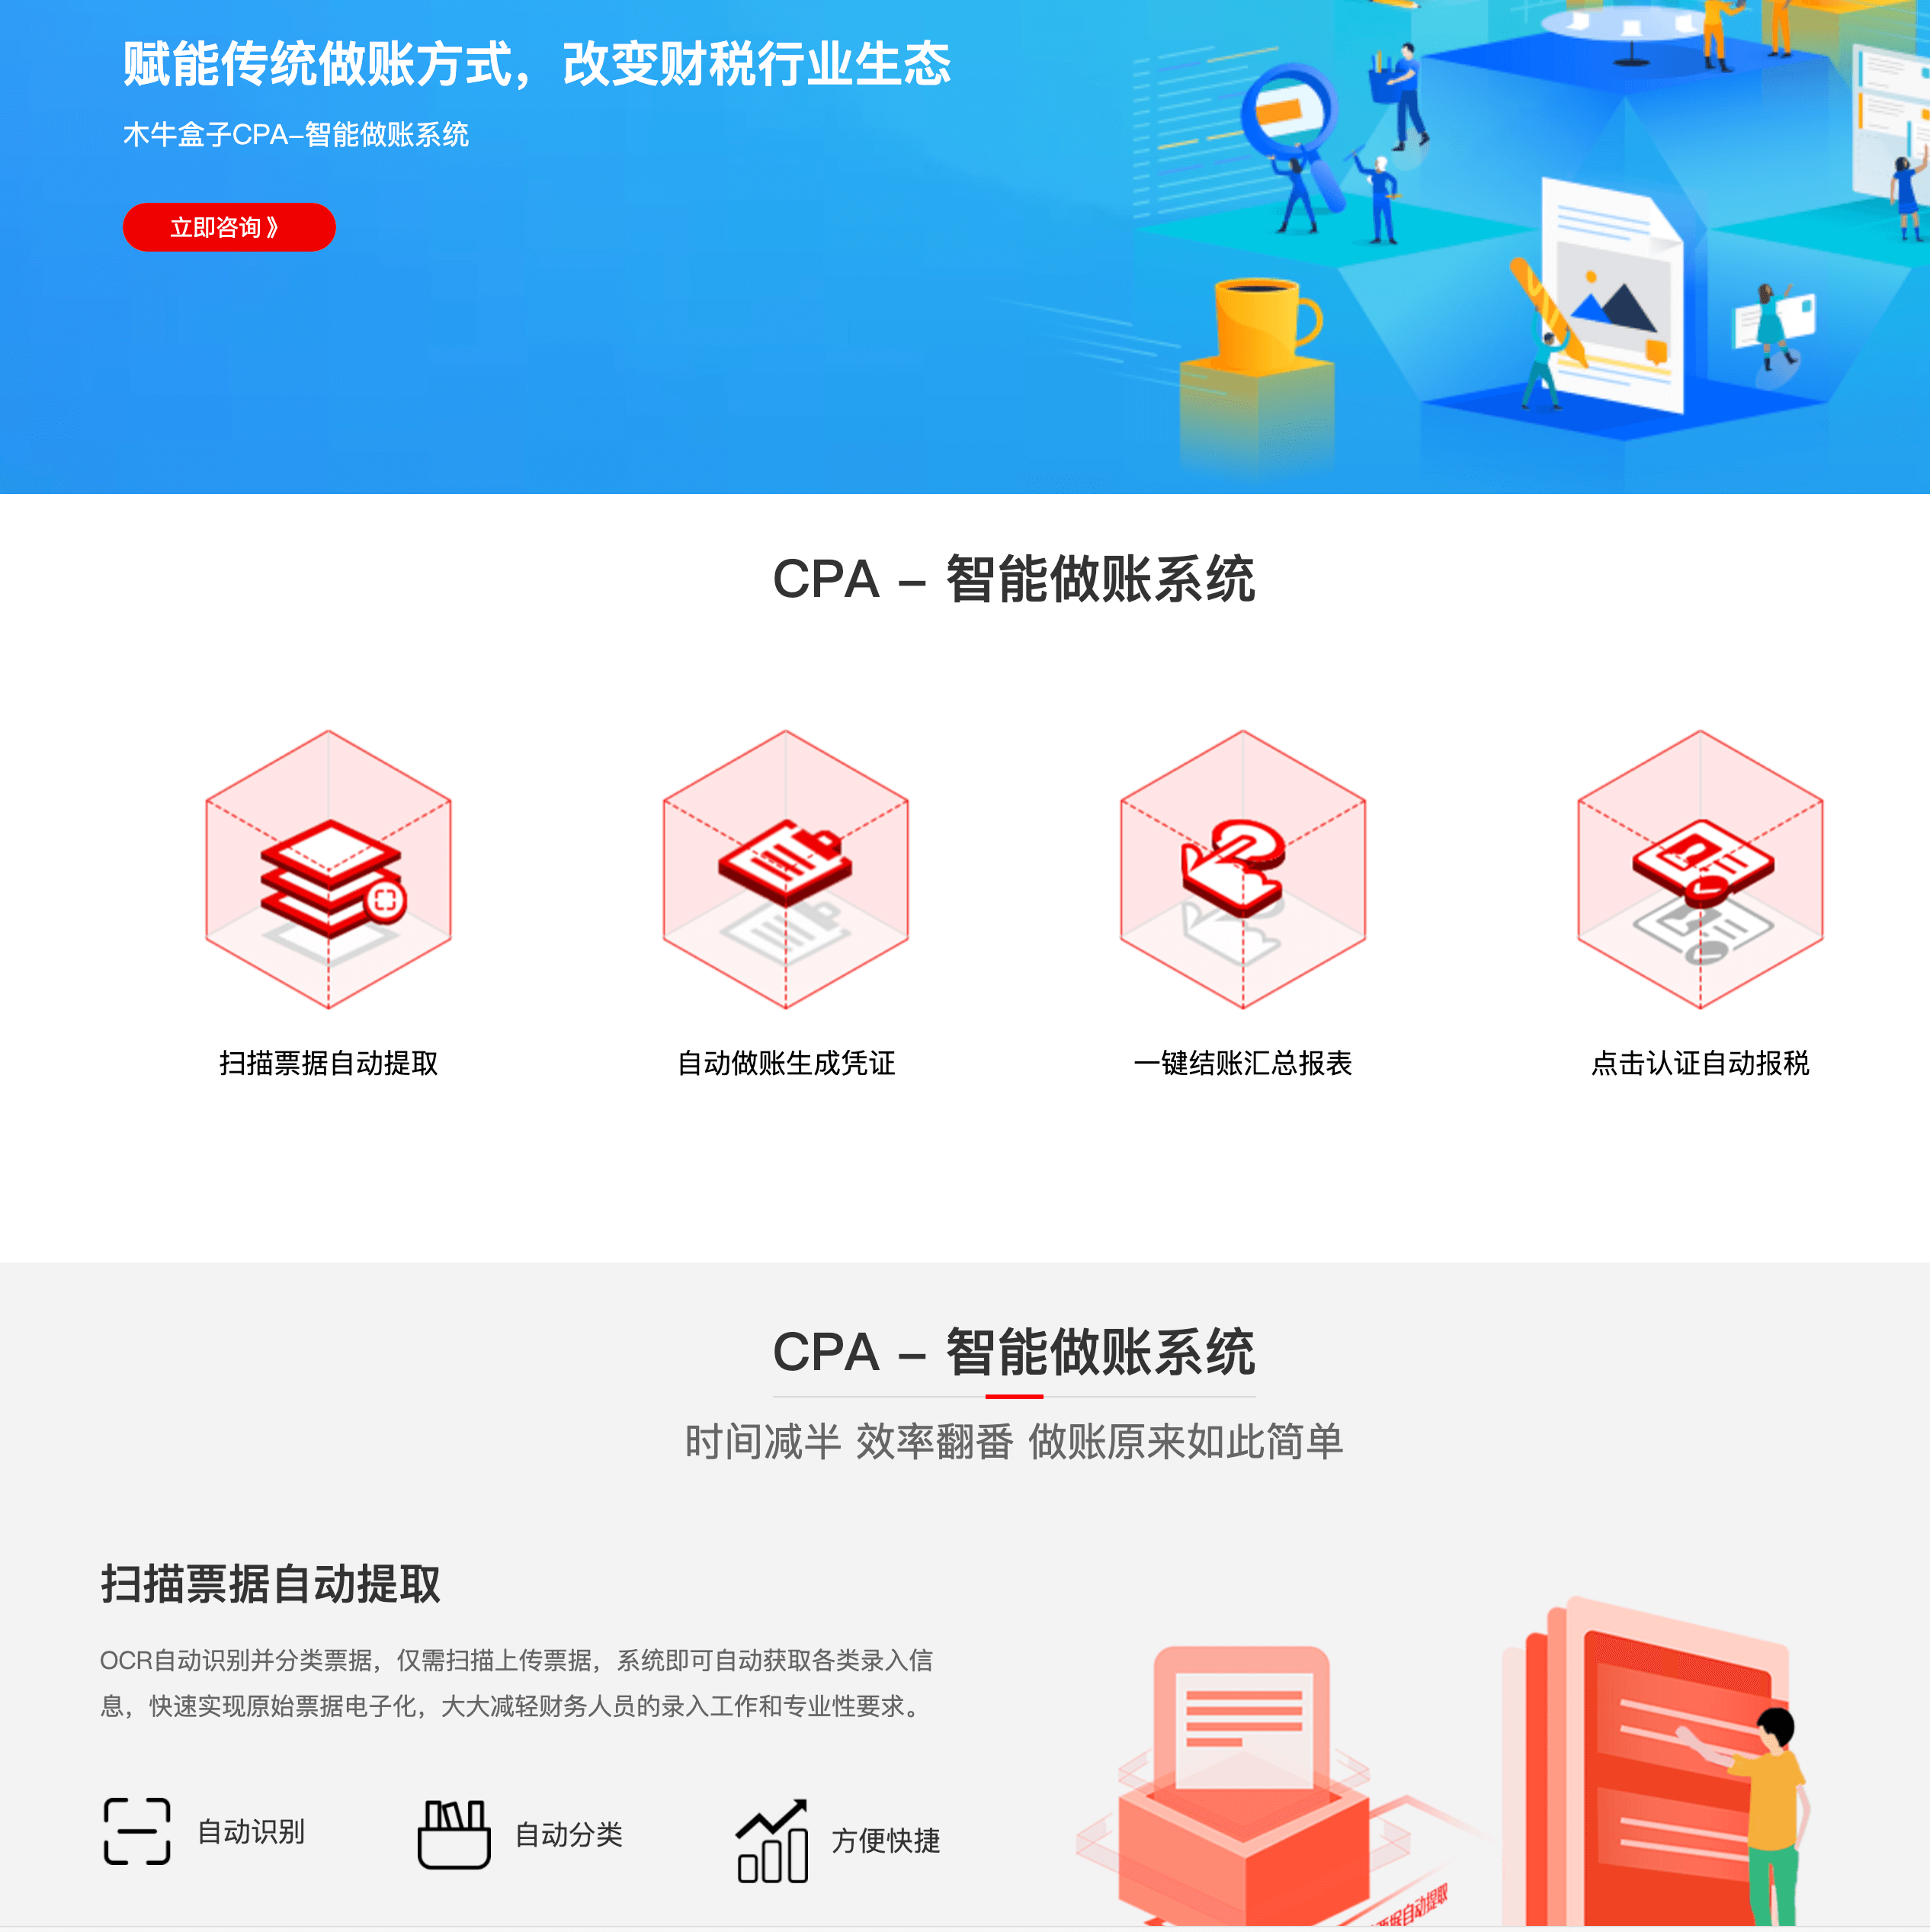 赋能传统做账方式，改变财税行业生态
木牛盒子CPA-智能做账系统
立即咨询》
CPA - 智能做账系统
扫描票据自动提取
自动做账生成凭证
一键结账汇总报表
点击认证自动报税
CPA - 智能做账系统
时间减半 效率翻番 做账原来如此简单
扫描票据自动提取
OCR自动识别并分类票据，仅需扫描上传票据，系统即可自动获取各类录入信
息，快速实现原始票据电子化，大大减轻财务人员的录入工作和专业性要求。
自动识别
自动分类
方便快捷
票据自动提取